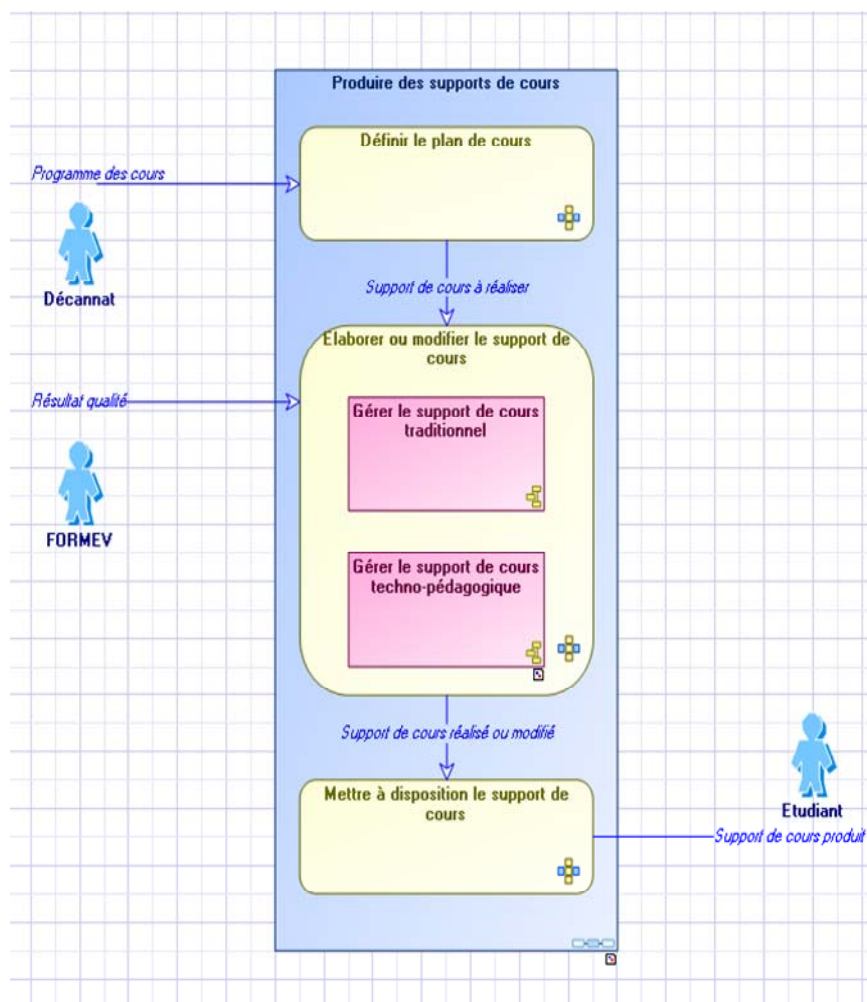 Produire des supports de cours
Définir le plan de cours
Programme des cours
Décannat
Support de cours à réaliser
Elaborer ou modifier le support de
cours
Résultat qualité
Gérer le support de cours
traditionnel
FORMEV
Gérer le support de cours
techno-pédagogique
Support de cours réalisé ou modifié
Mettre à disposition le support de
cours
Etudiant
Support de cours produit